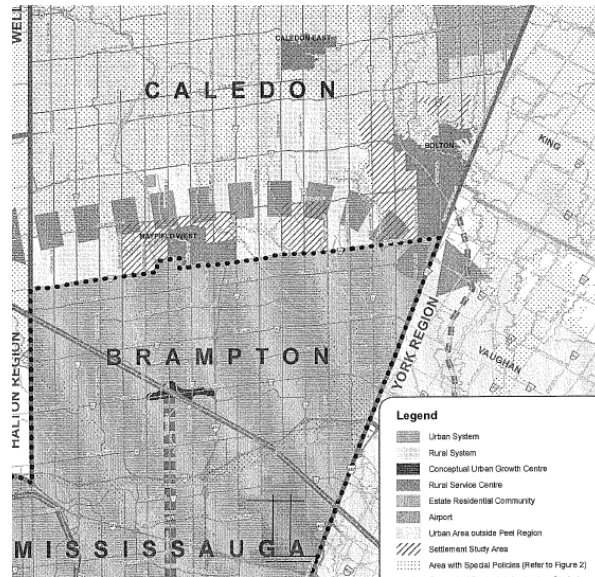 WELL
CALEDON EAST
CALEDON
BOLTON
KING
MAYFIELD WEST
HALTON REGION
BRAMPTON
YORK REGION
VAUGHAN
MISSISSAUGA
Legend
Urban System
Rural System
Conceptual Urban Growth Centre
Rural Service Centre
Estate Residential Community
Airport
Urban Area outside Peel Region
Settlement Study Area
Area with Special Policies (Refer to Figure 2)